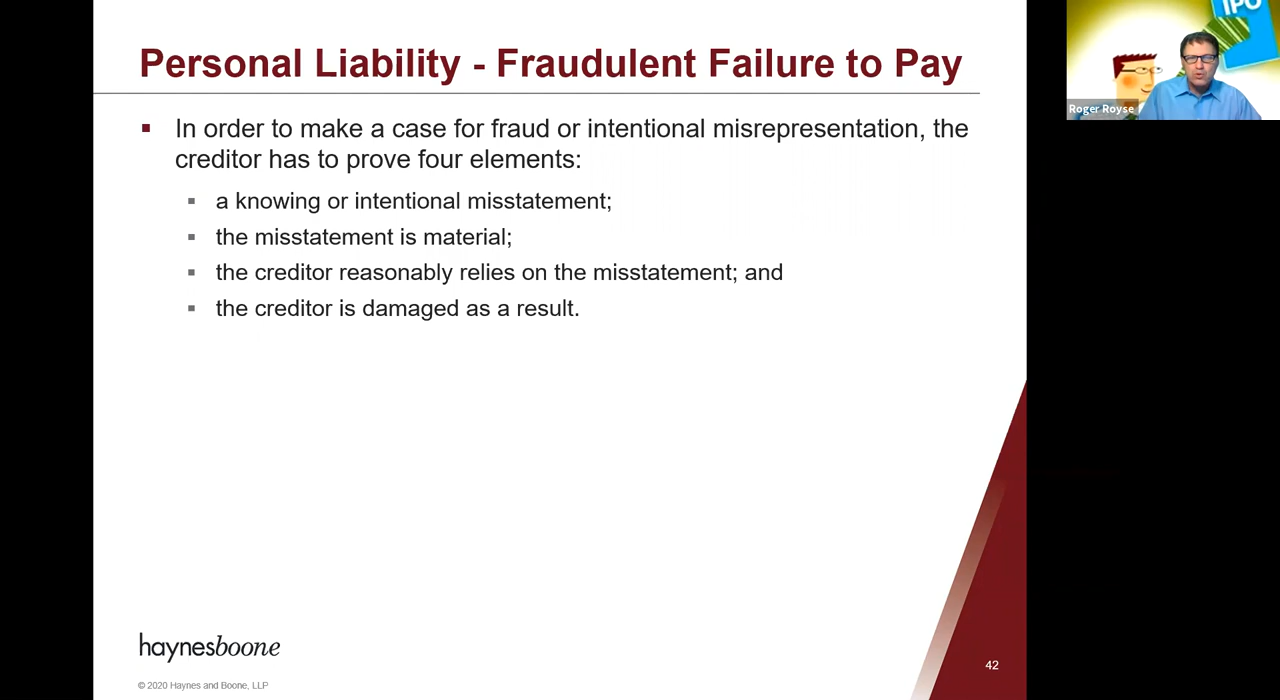 Personal Liability - Fraudulent Failure to Pay
▪ In order to make a case for fraud or intentional misrepresentation, the
creditor has to prove four elements:
▪ a knowing or intentional misstatement;
▪ the misstatement is material;
▪ the creditor reasonably relies on the misstatement; and
▪ the creditor is damaged as a result.
haynesboone
© 2020 Haynes and Boone, LLP
42
IPO
Roger Royse